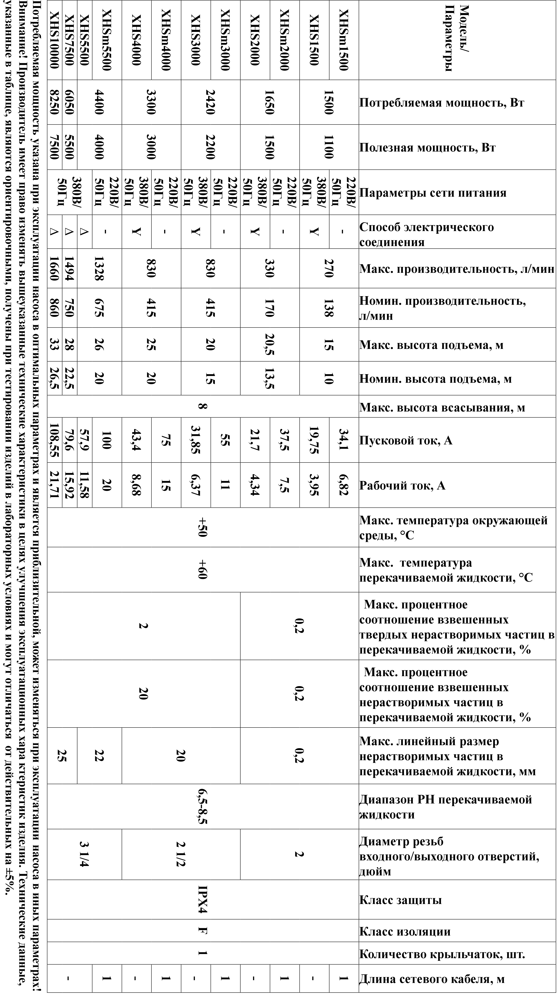 Модель/
Параметры
Потребляемая мощность, Вт
Полезная мощность, Вт
Параметры сети питания
Способ электрического
соединения
Макс. производительность, л/мин
Номин. производительность,
л/мин
Макс. высота подъема, м
Номин. высота подъема, м
Макс. высота всасывания, м
Пусковой ток, А
Рабочий ток, А
Макс. температура окружающей
среды, °С
Макс. температура
перекачиваемой жидкости, °С
Макс. процентное
соотношение взвешенных
твердых нерастворимых частиц в
перекачиваемой жидкости, %
Макс. процентное
соотношение взвешенных
нерастворимых частиц в
перекачиваемой жидкости, %
Макс. линейный размер
нерастворимых частиц в
перекачиваемой жидкости, мм
Диапазон РН перекачиваемой
жидкости
Диаметр резьб
входного/выходного отверстий,
дюйм
Класс защиты
Класс изоляции
Количество крыльчаток, шт.
Длина сетевого кабеля, м
XHSm1500 1500 1100 220В/ 50Гц - 270 138 15 10 8 34,1 6,82 +50 +60 0,2 0,2 0,2 6,5-8,5 2 IPX4 F 1 1
XHS1500 380В/ 50Гц Y 19,75 3,95 -
XHSm2000 1650 1500 220В/ 50Гц - 330 170 20,5 13,5 37,5 7,5 1
XHS2000 380В/ 50Гц Y 21,7 4,34 -
XHSm3000 2420 2200 220В/ 50Гц - 830 415 20 15 55 11 2 20 20 2 1/2 1
XHS3000 380В/ 50Гц Y 31,85 6,37 -
XHSm4000 3300 3000 220В/ 50Гц - 830 415 25 20 75 15 1
XHS4000 380В/ 50Гц Y 43,4 8,68 -
XHSm5500 4400 4000 220В/ 50Гц - 1328 675 26 20 100 20 22 3 1/4 1
XHS5500 380В/ 50Гц Δ 57,9 11,58 -
XHS7500 6050 5500 Δ 1494 750 28 22,5 79,6 15,92 25
XHS10000 8250 7500 Δ 1660 860 33 26,5 108,55 21,71
Потребляемая мощность указана при эксплуатации насоса в оптимальных параметрах и является приблизительной, может изменяться при эксплуатации насоса в иных параметрах!
Внимание! Производитель имеет право изменять вышеуказанные технические характеристики в целях улучшения эксплуатационных хара ктеристик изделия. Технические данные,
указанные в таблице, являются ориентировочными, получены при тестировании изделий в лабораторных условиях и могут отличаться от действительных на ±5%.